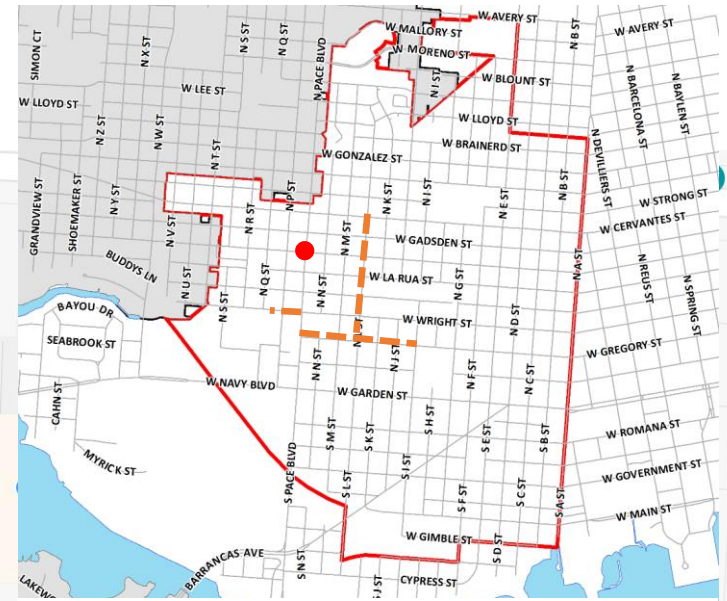 W AVERY ST
W MALLORY ST
W AVERY ST
SIMON CT
N X ST
N S ST
N Q ST
N PACE BLVD
W MORENO ST
N B ST
N I ST
W BLOUNT ST
N BARCELONA ST
N BAYLEN ST
W LEE ST
W LLOYD ST
W LLOYD ST
N Z ST
N W ST
N T ST
W BRAINERD ST
N DEVILLIERS ST
W GONZALEZ ST
GRANDVIEW ST
SHOEMAKER ST
N Y ST
N V ST
N R ST
N P ST
N K ST
N I ST
N E ST
N B ST
W STRONG ST
W CERVANTES ST
N M ST
W GADSDEN ST
BUDDYS LN
N U ST
N S ST
N Q ST
N N ST
W LA RUA ST
N G ST
N A ST
N REUS ST
N SPRING ST
BAYOU DR
W WRIGHT ST
N D ST
SEABROOK ST
N N ST
N J ST
W GREGORY ST
W NAVY BLVD
W GARDEN ST
N F ST
N C ST
CAHN ST
S M ST
S K ST
S H ST
S E ST
S B ST
W ROMANA ST
MYRICK ST
S PACE BLVD
S L ST
S I ST
S F ST
S C ST
S A ST
W GOVERNMENT ST
W MAIN ST
W GIMBLE ST
S D ST
BARRANCAS AVE
S N ST
S J ST
CYPRESS ST